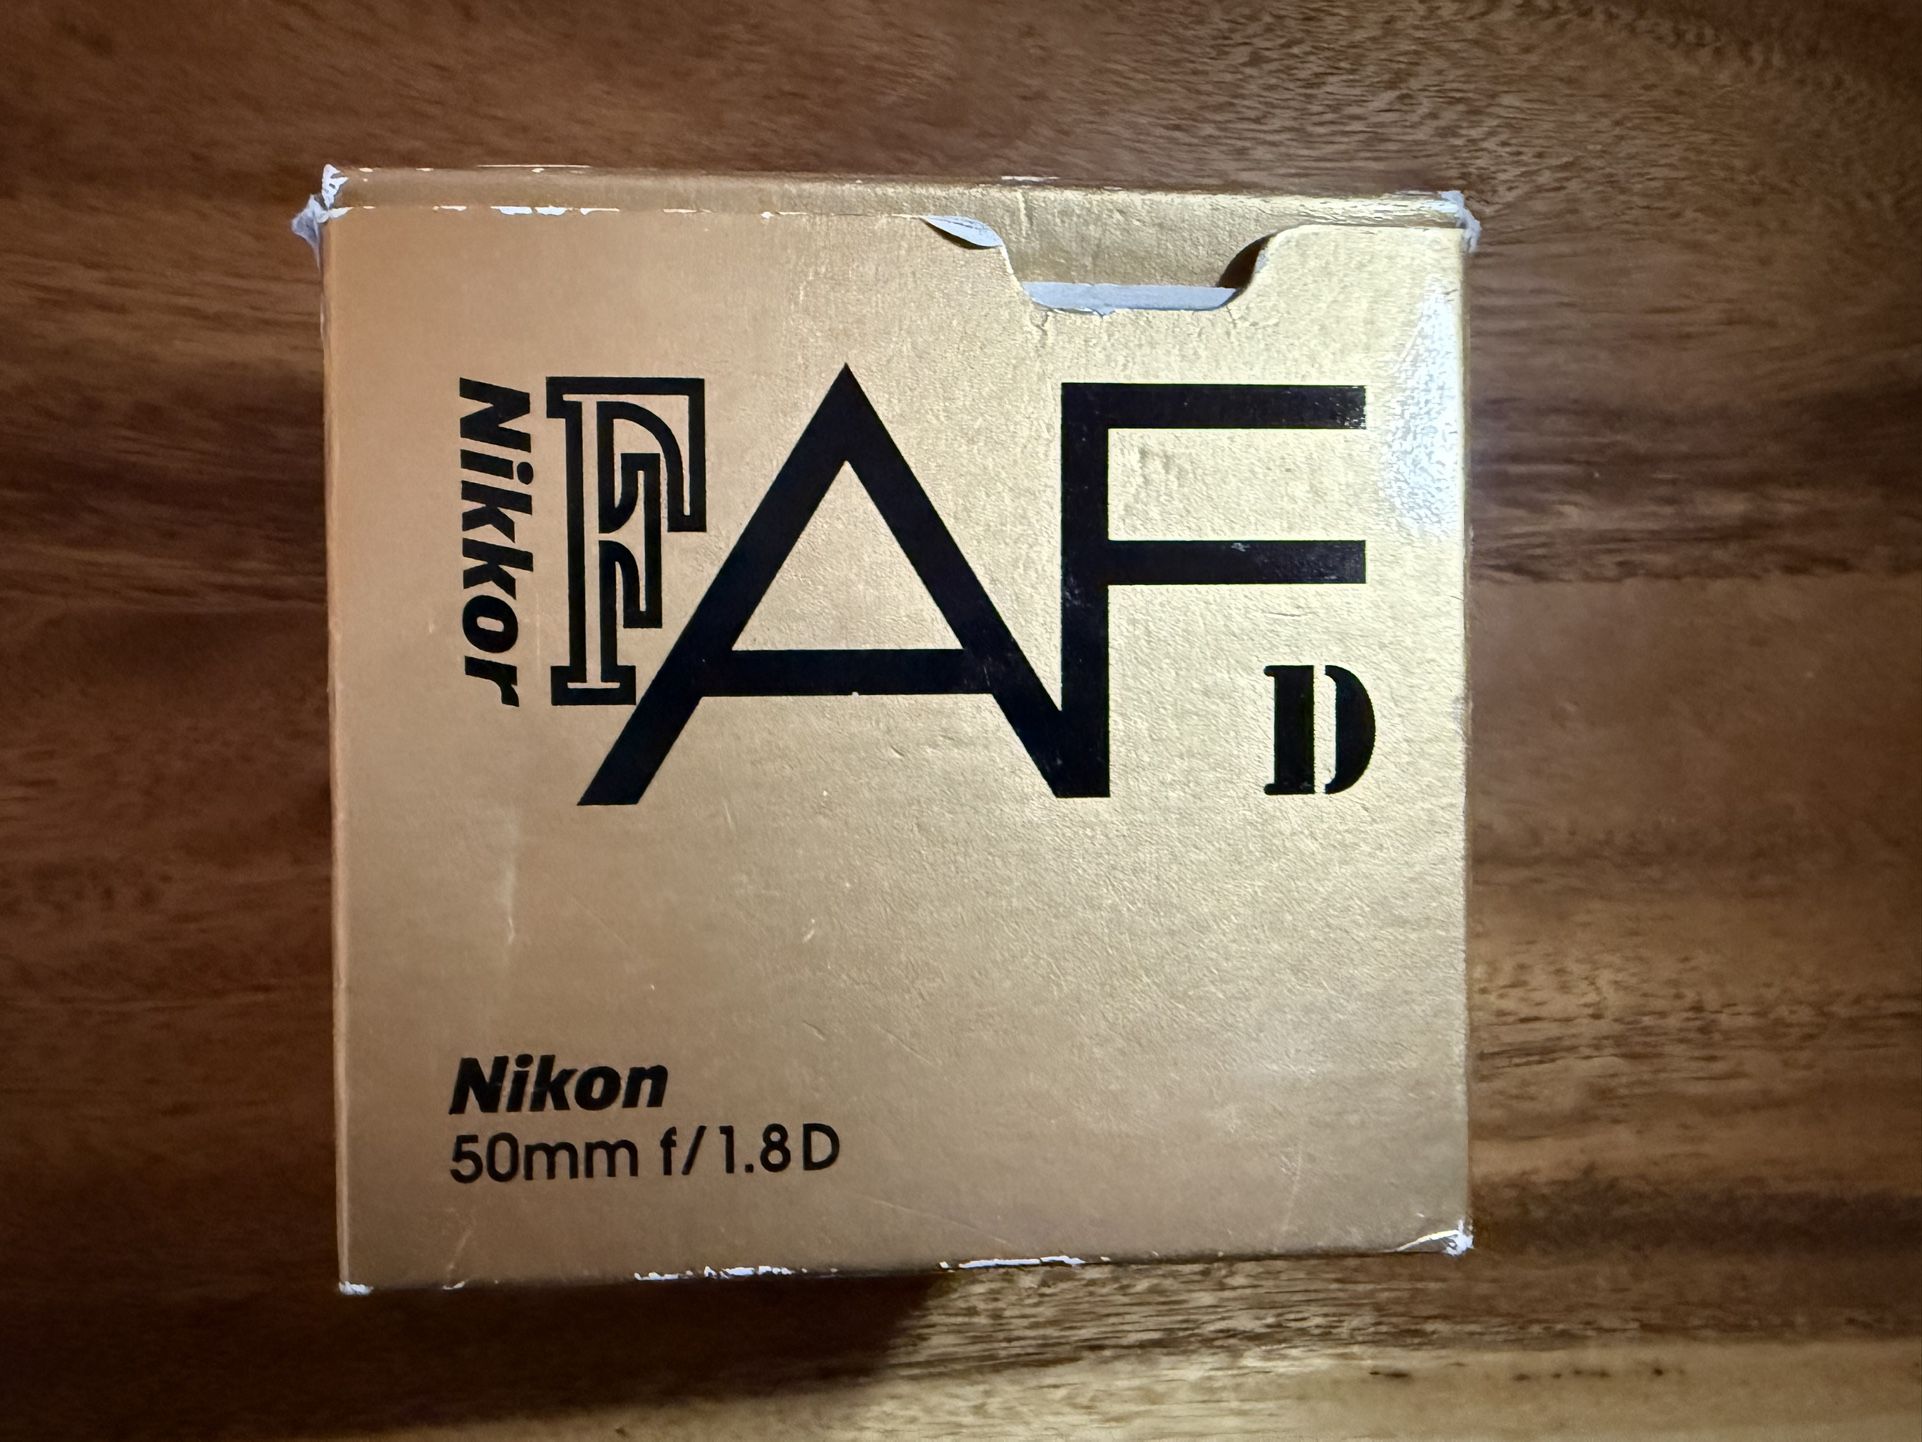 Nikkor
F
AF
D
Nikon
50mm f/1.8D